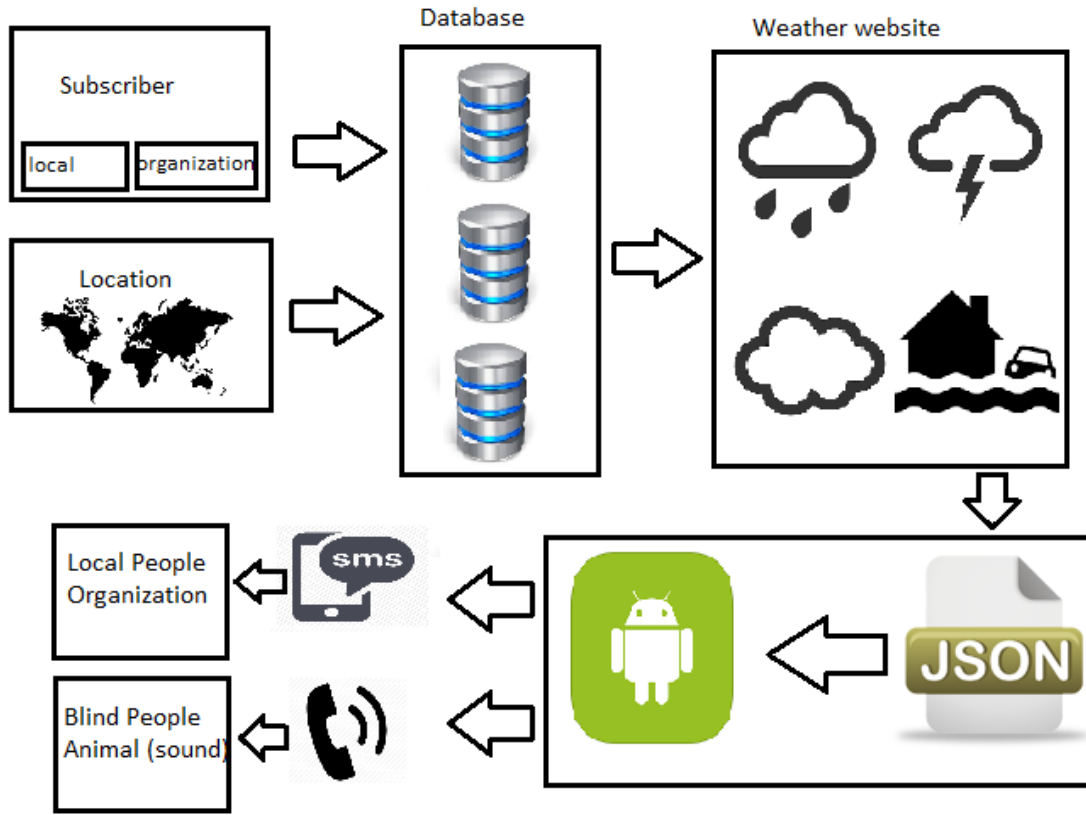 Database
Weather website
Subscriber
local
organization
Location
sms
Local People
Organization
JSON
Blind People
Animal (sound)